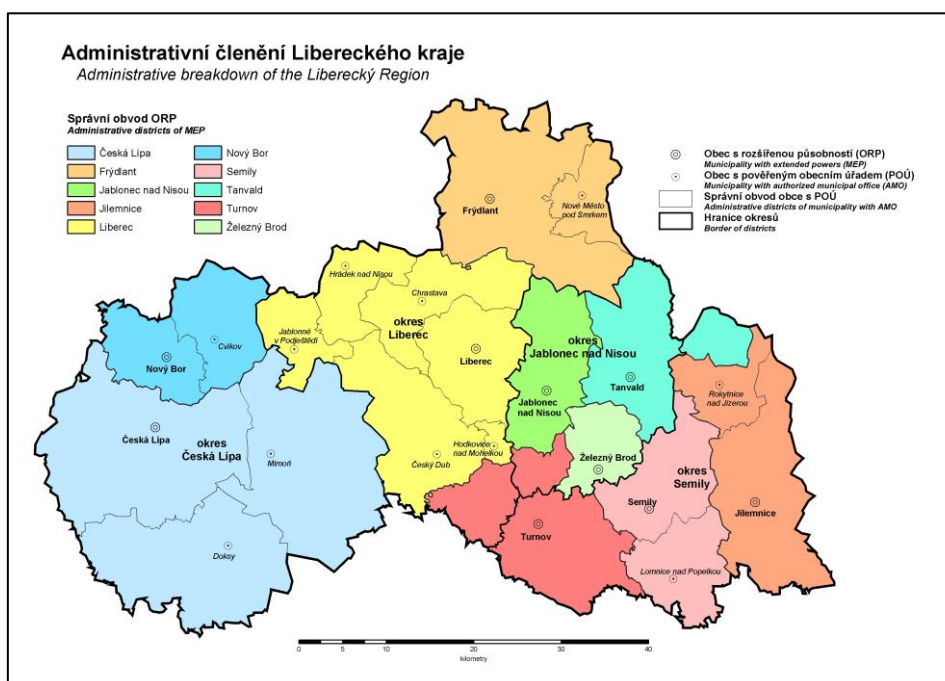 Administrativní členění Libereckého kraje
Administrative breakdown of the Liberecký Region
Správní obvod ORP
Administrative districts of MEP
Česká Lípa
Frýdlant
Jablonec nad Nisou
Jilemnice
Liberec
Nový Bor
Semily
Tanvald
Turnov
Železný Brod
Obec s rozšířenou působností (ORP)
Municipality with extended powers (MEP)
Obec s pověřeným obecním úřadem (POÚ)
Municipality with authorized municipal office (AMO)
Správní obvod obce s POÚ
Administrative districts of municipality with AMO
Hranice okresů
Border of districts
Frýdlant
Nové Město
pod Smrkem
Hrádek nad Nisou
Chrastava
okres
Liberec
Jablonné
v Podještědí
Cvikov
Nový Bor
Liberec
okres
Jablonec nad Nisou
Tanvald
Jablonec
nad Nisou
Rokytnice
nad Jizerou
Česká Lípa
okres
Česká Lípa
Mimoň
Hodkovice
nad Mohelkou
Český Dub
Železný Brod
okres
Semily
Semily
Jilemnice
Turnov
Doksy
Lomnice nad Popelkou
0 5 10 20 30 40
kilometry